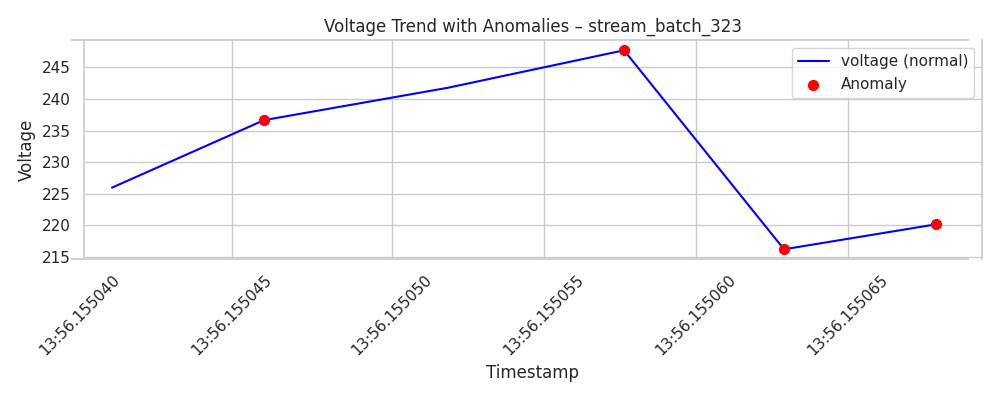 Voltage Trend with Anomalies – stream_batch_323
voltage (normal)
Anomaly
Voltage
245
240
235
230
225
220
215
13:56.155040
13:56.155045
13:56.155050
13:56.155055
13:56.155060
13:56.155065
Timestamp